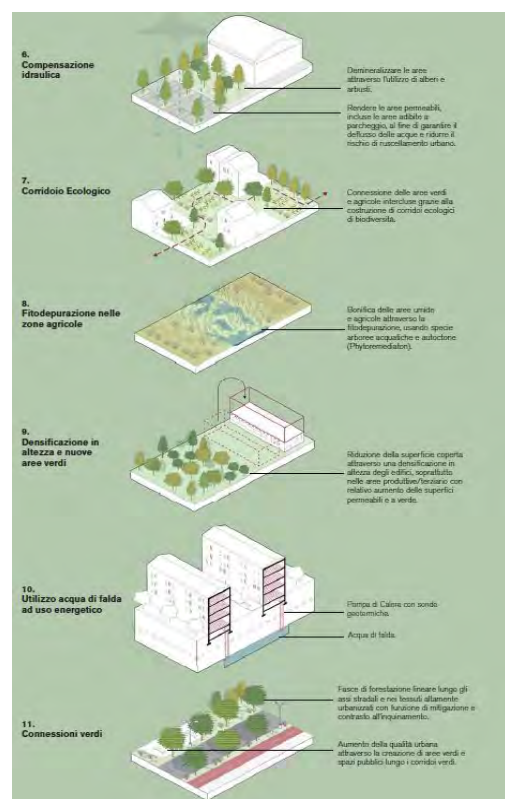 6.
Compensazione
idraulica
Demineralizzare le aree
attraverso l'utilizzo di alberi e
arbusti.
Rendere le aree permeabili,
incluse le aree adibite a
parcheggio, al fine di garantire il
deflusso delle acque e ridurre il
rischio di ruscellamento urbano.
7.
Corridoio Ecologico
Connessione delle aree verdi
e agricole intercluse grazie alla
costruzione di corridoi ecologici
di biodiversità.
8.
Fitodepurazione nelle
zone agricole
Bonifica delle aree umide
e agricole attraverso la
fitodepurazione, usando specie
arboree acquatiche e autoctone
(Phytoremediaton).
9.
Densificazione in
altezza e nuove
aree verdi
Riduzione della superficie coperta
attraverso una densificazione in
altezza degli edifici, soprattutto
nelle aree produttive/terziario con
relativo aumento delle superfici
permeabili e a verde.
10.
Utilizzo acqua di falda
ad uso energetico
Pompa di Calore con sonde
geotermiche.
Acqua di falda.
11.
Connessioni verdi
Fasce di forestazione lineare lungo gli
assi stradali e nei tessuti altamente
urbanizzati con funzione di mitigazione e
contrasto all'inquinamento.
Aumento della qualità urbana
attraverso la creazione di aree verdi e
spazi pubblici lungo i corridoi verdi.